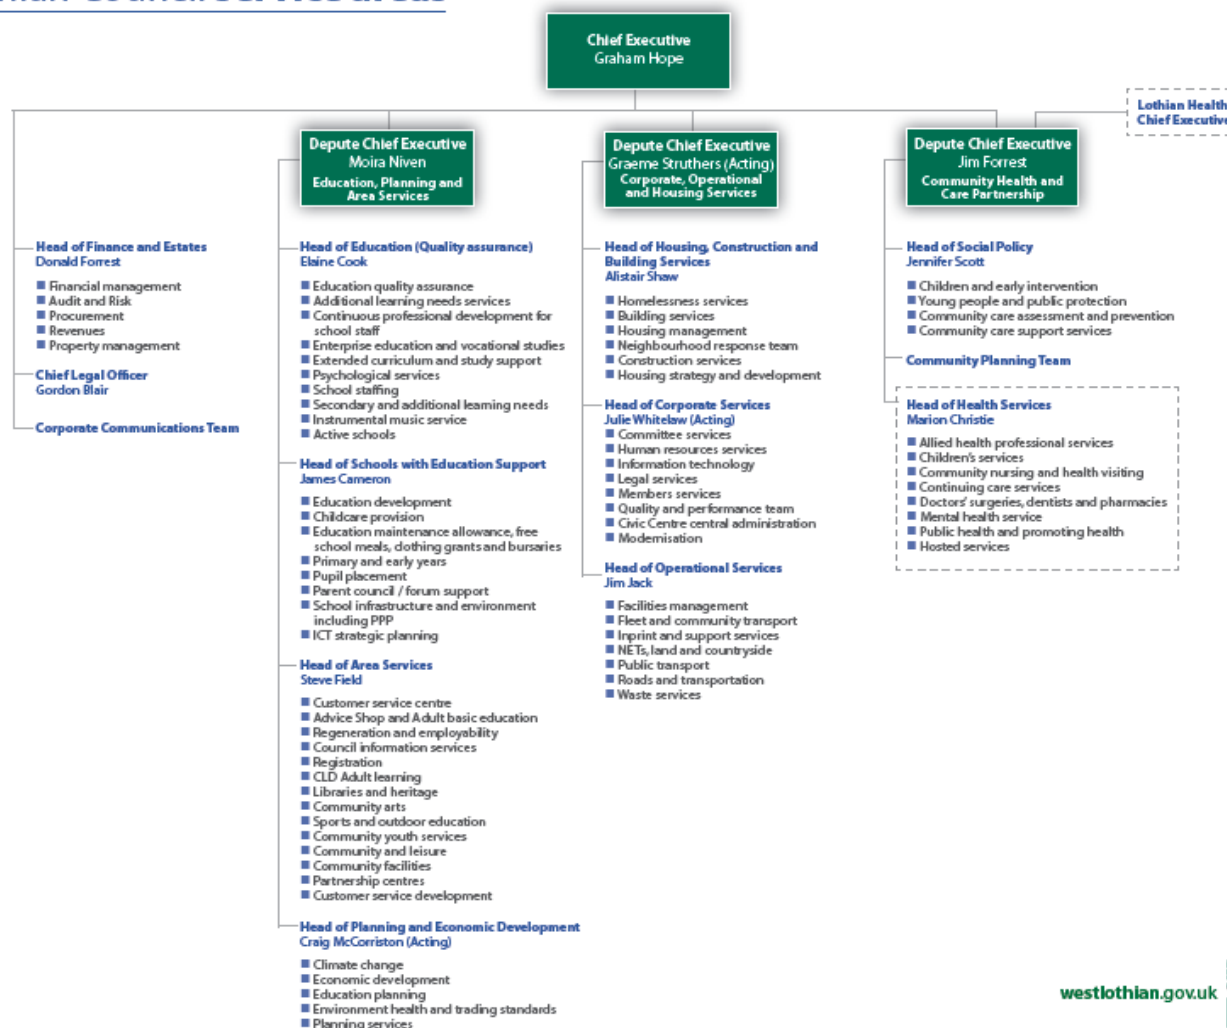 Council service areas
Chief Executive
Graham Hope
Lothian Health
Chief Executive
Depute Chief Executive
Moira Niven
Education, Planning and
Area Services
Depute Chief Executive
Graeme Struthers (Acting)
Corporate, Operational
and Housing Services
Depute Chief Executive
Jim Forrest
Community Health and
Care Partnership
Head of Finance and Estates
Donald Forrest
Financial management
Audit and Risk
Procurement
Revenues
Property management
Chief Legal Officer
Gordon Blair
Corporate Communications Team
Head of Education (Quality assurance)
Elaine Cook
Education quality assurance
Additional learning needs services
Continuous professional development for
school staff
Enterprise education and vocational studies
Extended curriculum and study support
Psychological services
School staffing
Secondary and additional learning needs
Instrumental music service
Active schools
Head of Schools with Education Support
James Cameron
Education development
Childcare provision
Education maintenance allowance, free
school meals, clothing grants and bursaries
Primary and early years
Pupil placement
Parent council / forum support
School infrastructure and environment
including PPP
ICT strategic planning
Head of Area Services
Steve Field
Customer service centre
Advice Shop and Adult basic education
Regeneration and employability
Council information services
Registration
CLD Adult learning
Libraries and heritage
Community arts
Sports and outdoor education
Community youth services
Community and leisure
Community facilities
Partnership centres
Customer service development
Head of Planning and Economic Development
Craig McCorriston (Acting)
Climate change
Economic development
Education planning
Environment health and trading standards
Planning services
Head of Housing, Construction and
Building Services
Alistair Shaw
Homelessness services
Building services
Housing management
Neighbourhood response team
Construction services
Housing strategy and development
Head of Corporate Services
Julie Whitelaw (Acting)
Committee services
Human resources services
Information technology
Legal services
Members services
Quality and performance team
Civic Centre central administration
Modernisation
Head of Operational Services
Jim Jack
Facilities management
Fleet and community transport
Inprint and support services
NETs, land and countryside
Public transport
Roads and transportation
Waste services
Head of Social Policy
Jennifer Scott
Children and early intervention
Young people and public protection
Community care assessment and prevention
Community care support services
Community Planning Team
Head of Health Services
Marion Christie
Allied health professional services
Children's services
Community nursing and health visiting
Continuing care services
Doctors' surgeries, dentists and pharmacies
Mental health service
Public health and promoting health
Hosted services
westlothian.gov.uk